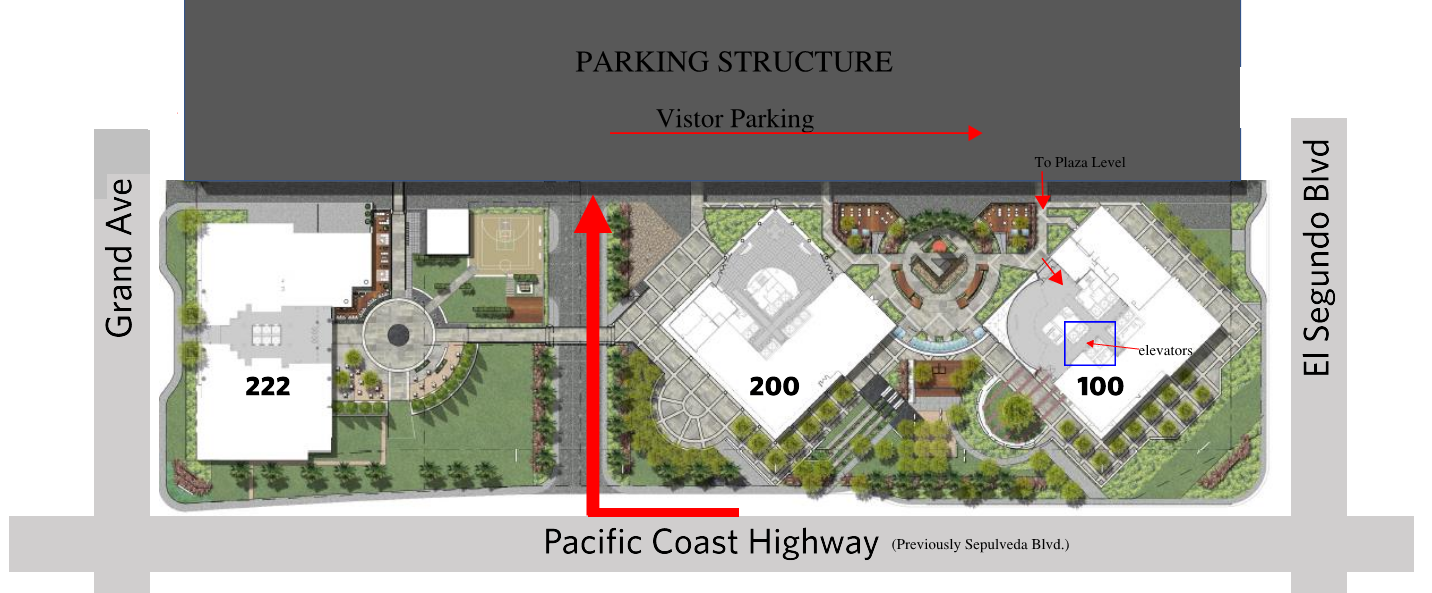 PARKING STRUCTURE
Vistor Parking
To Plaza Level
Grand Ave
El Segundo Blvd
elevators
222
200
100
Pacific Coast Highway (Previously Sepulveda Blvd.)